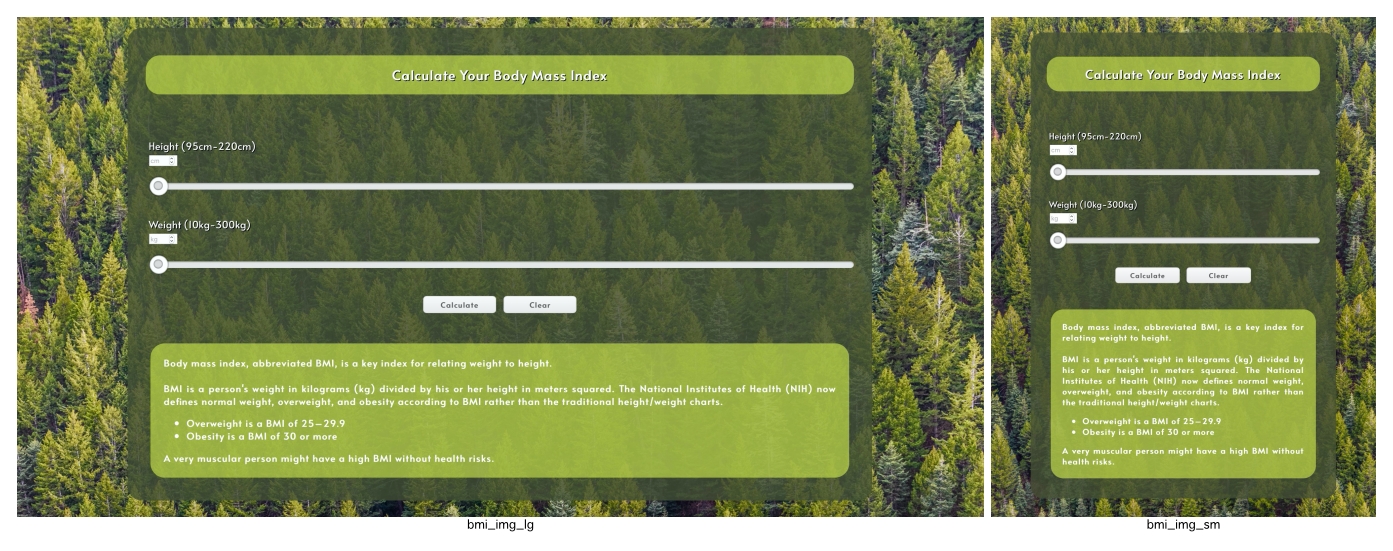 Calculate Your Body Mass Index
Height (95cm-220cm)
cm
Weight (10kg-300kg)
kg
Calculate Clear
Body mass index, abbreviated BMI, is a key index for relating weight to height.
BMI is a person's weight in kilograms (kg) divided by his or her height in meters squared. The National Institutes of Health (NIH) now
defines normal weight, overweight, and obesity according to BMI rather than the traditional height/weight charts.
• Overweight is a BMI of 25–29.9
• Obesity is a BMI of 30 or more
A very muscular person might have a high BMI without health risks.
bmi_img_lg
Calculate Your Body Mass Index
Height (95cm-220cm)
cm
Weight (10kg-300kg)
kg
Calculate Clear
Body mass index, abbreviated BMI, is a key index for
relating weight to height.
BMI is a person's weight in kilograms (kg) divided by
his or her height in meters squared. The National
Institutes of Health (NIH) now defines normal weight,
overweight, and obesity according to BMI rather than
the traditional height/weight charts.
• Overweight is a BMI of 25–29.9
• Obesity is a BMI of 30 or more
A very muscular person might have a high BMI without
health risks.
bmi_img_sm